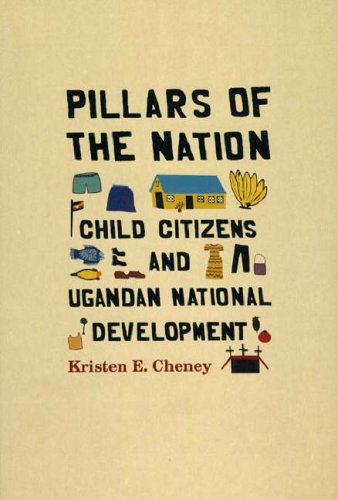 PILLARS OF
THE NATION
CHILD CITIZENS
AND
UGANDAN NATIONAL
DEVELOPMENT
Kristen E. Cheney